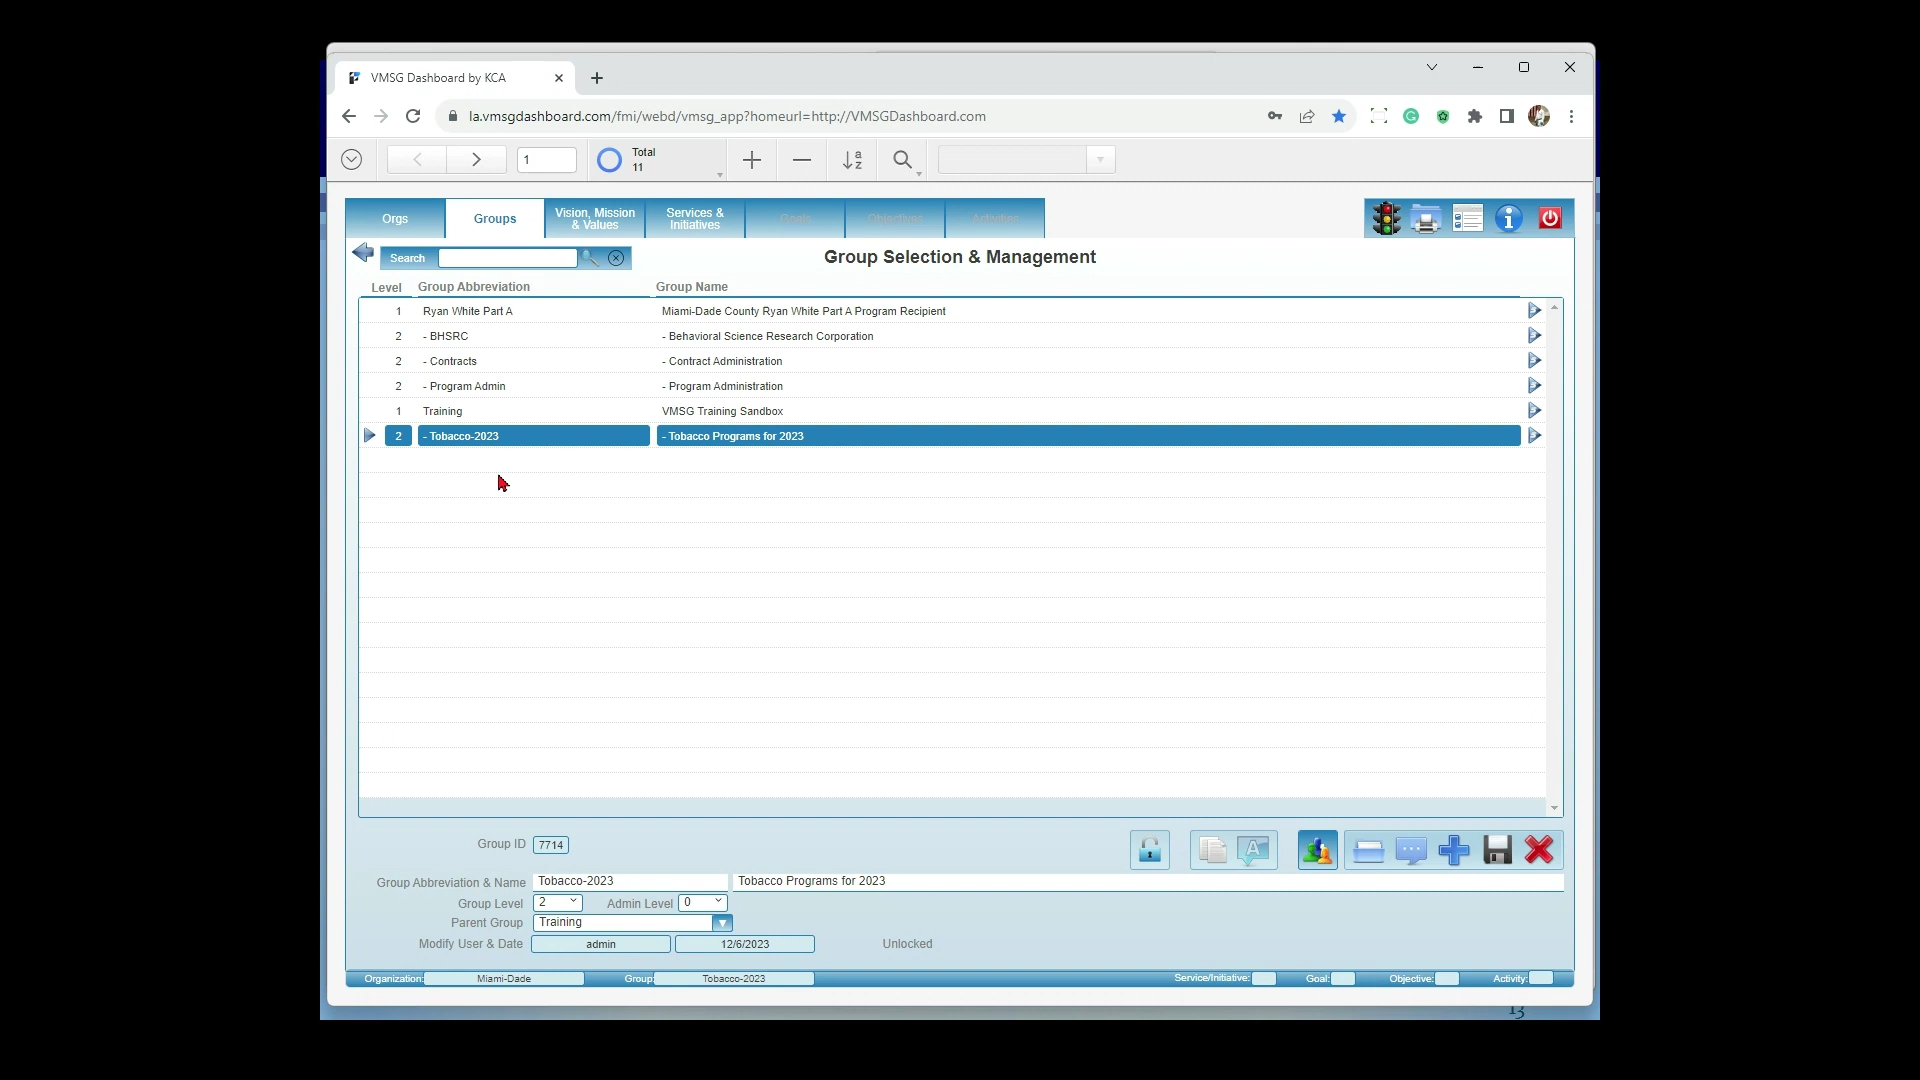 VMSG Dashboard by KCA
la.vmsgdashboard.com/fmi/webd/vmsg_app?homeurl=http://VMSGDashboard.com
1
Total
11
Orgs
Groups
Vision, Mission
& Values
Services &
Initiatives
Goals
Objectives
Activities
Search
Group Selection & Management
Level
Group Abbreviation
Group Name
1 Ryan White Part A Miami-Dade County Ryan White Part A Program Recipient
2 - BHSRC - Behavioral Science Research Corporation
2 - Contracts - Contract Administration
2 - Program Admin - Program Administration
1 Training VMSG Training Sandbox
2 - Tobacco-2023 - Tobacco Programs for 2023
Group ID 7714
Group Abbreviation & Name Tobacco-2023 Tobacco Programs for 2023
Group Level 2 Admin Level 0
Parent Group Training
Modify User & Date admin 12/6/2023 Unlocked
Organization: Miami-Dade Group: Tobacco-2023 Service/Initiative: Goal: Objective: Activity:
13